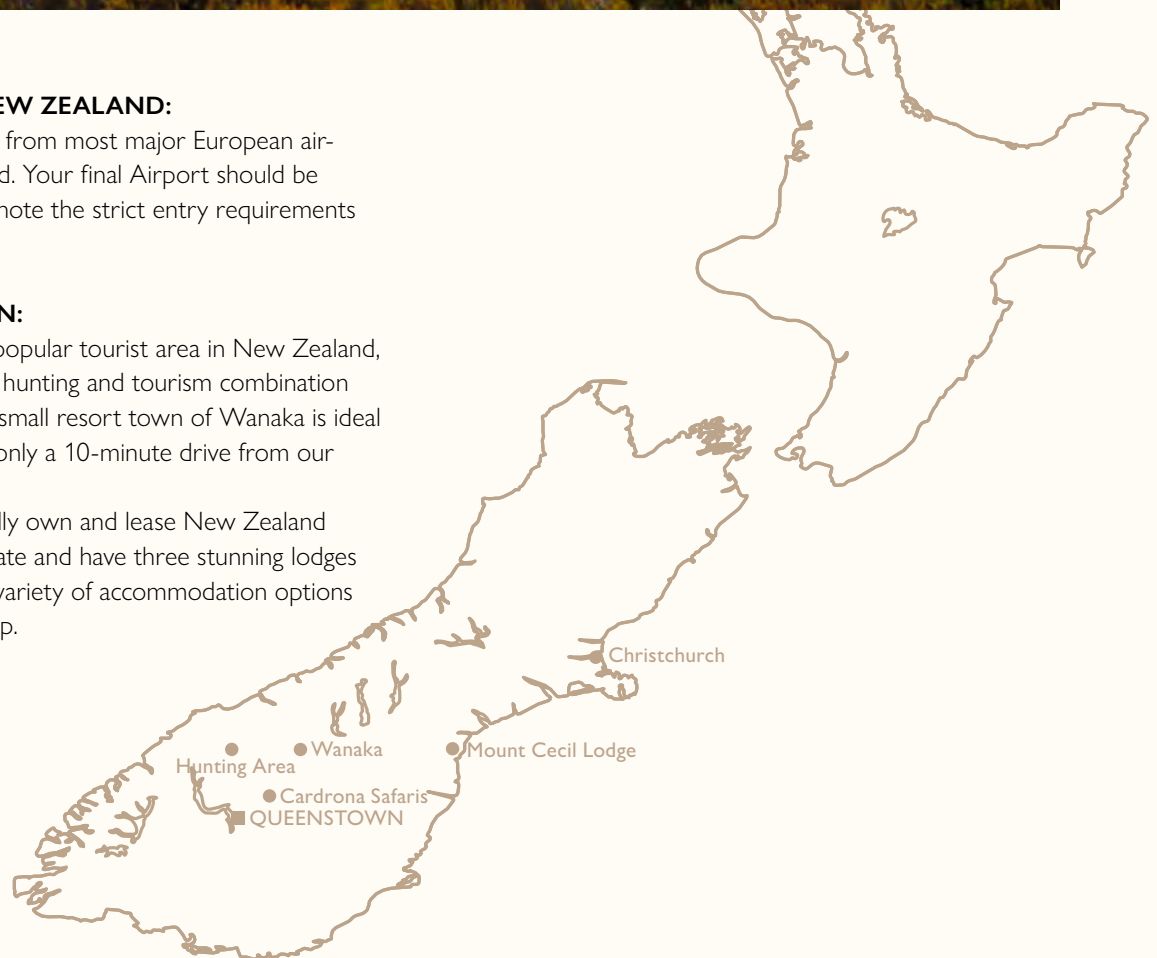 EW ZEALAND:
from most major European air-
d. Your final Airport should be
note the strict entry requirements
N:
popular tourist area in New Zealand,
hunting and tourism combination
small resort town of Wanaka is ideal
only a 10-minute drive from our
lly own and lease New Zealand
ate and have three stunning lodges
variety of accommodation options
p.
Christchurch
Wanaka
Mount Cecil Lodge
Hunting Area
Cardrona Safaris
QUEENSTOWN